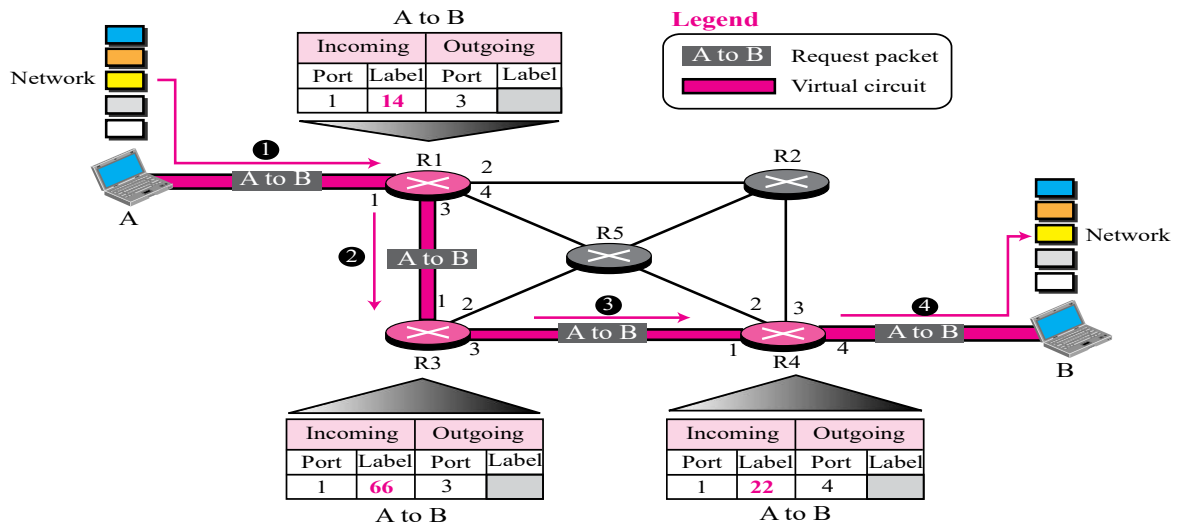 A to B
Incoming Outgoing
Port Label Port Label
1 14 3
Legend
A to B Request packet
Virtual circuit
Network
1
A to B
A
1
R1
2
4
3
R2
2
A to B
R5
Network
1
2
R3
3
3
A to B
2
3
1
R4
4
4
A to B
B
Incoming Outgoing
Port Label Port Label
1 66 3
A to B
Incoming Outgoing
Port Label Port Label
1 22 4
A to B